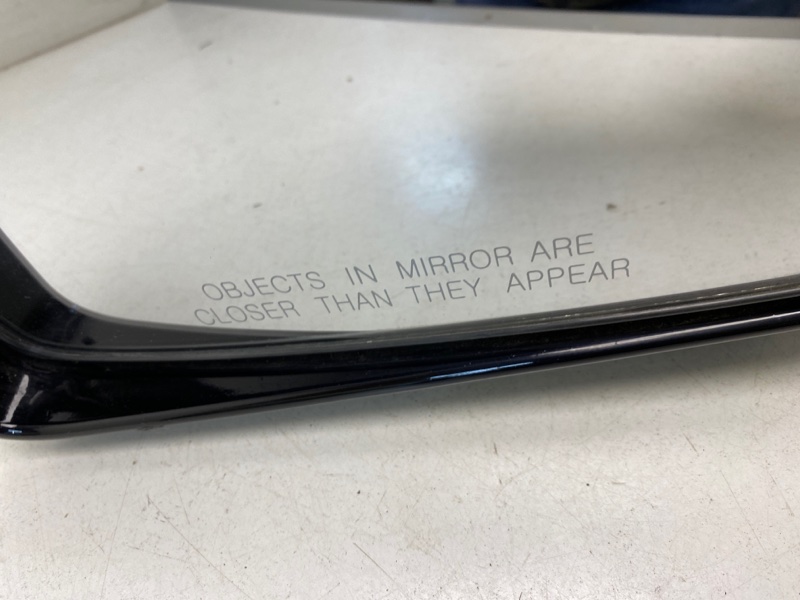 OBJECTS IN MIRROR ARE
CLOSER THAN THEY APPEAR